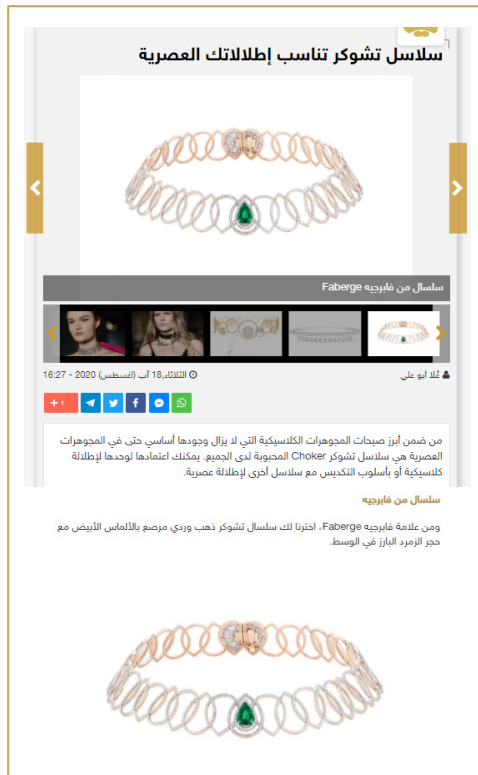 سلاسل تشوكر تناسب إطلالاتك العصرية
سلسال من فابرجيه Faberge
عُلا أبو علي
الثلاثاء,18 آب (اغسطس) 2020 - 16:27
+ 1
من ضمن أبرز صيحات المجوهرات الكلاسيكية التي لا يزال وجودها أساسي حتى في المجوهرات
العصرية هي سلاسل تشوكر Choker المحبوبة لدى الجميع. يمكنك اعتمادها لوحدها لإطلالة
كلاسيكية أو بأسلوب التكديس مع سلاسل أخرى لإطلالة عصرية.
سلسال من فابرجيه
ومن علامة فابرجيه Faberge، اخترنا لك سلسال تشوكر ذهب وردي مرصع بالألماس الأبيض مع
حجر الزمرد البارز في الوسط.